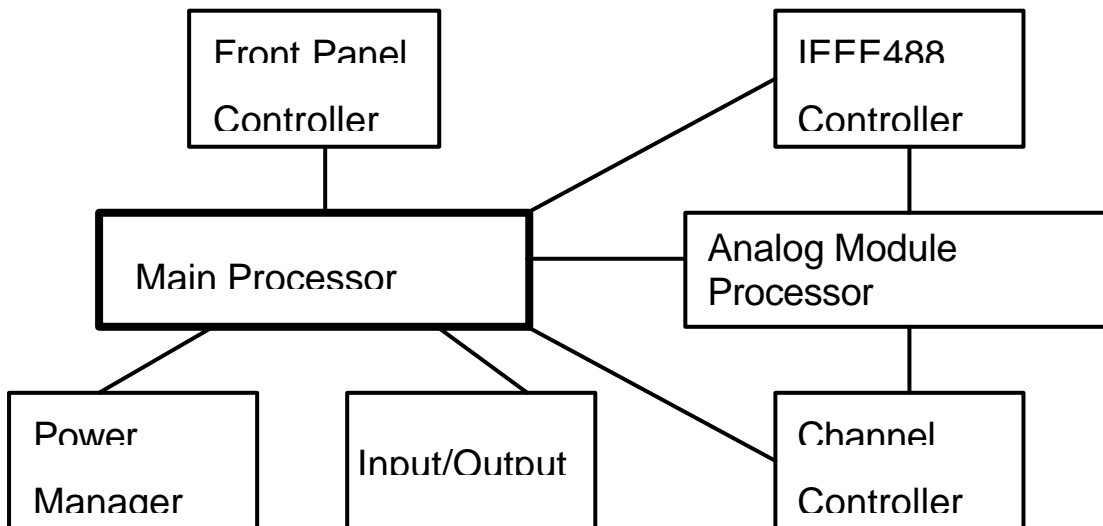 Front Panel
Controller
IEEE488
Controller
Main Processor
Analog Module
Processor
Power
Manager
Input/Output
Channel
Controller